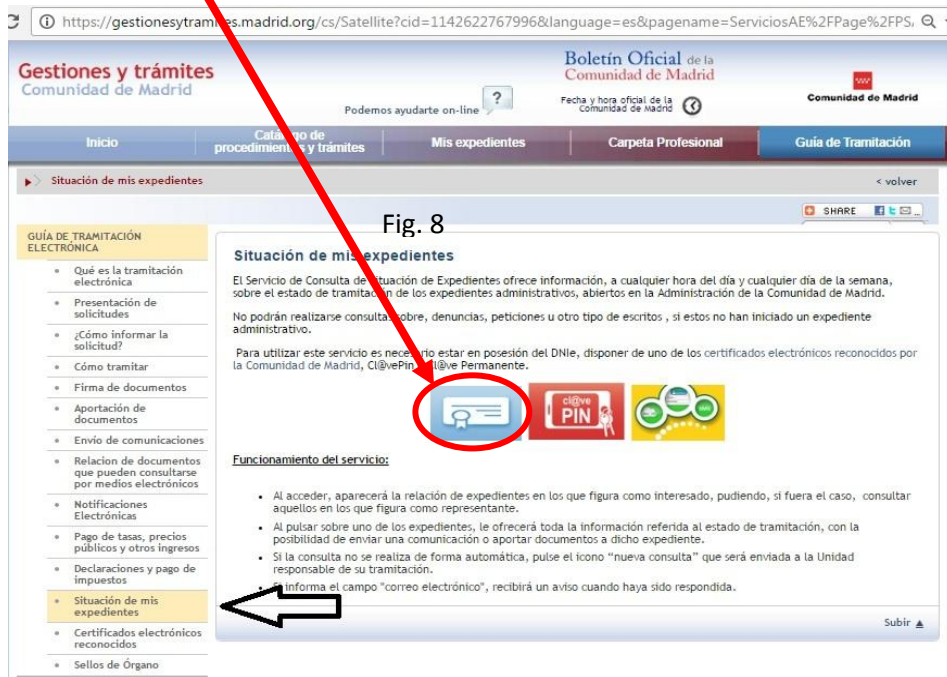 https://gestionesytramites.madrid.org/cs/Satellite?cid=1142622767996&language=es&pagename=ServiciosAE%2FPage%2FPS
Gestiones y trámites
Comunidad de Madrid
Podemos ayudarte on-line
?
Boletín Oficial de la
Comunidad de Madrid
Fecha y hora oficial de la
Comunidad de Madrid
Comunidad de Madrid
Inicio
Catálogo de
procedimientos y trámites
Mis expedientes
Carpeta Profesional
Guía de Tramitación
Situación de mis expedientes
< volver
SHARE
Fig. 8
GUÍA DE TRAMITACIÓN
ELECTRÓNICA
Qué es la tramitación
electrónica
Presentación de
solicitudes
¿Cómo informar la
solicitud?
Cómo tramitar
Firma de documentos
Aportación de
documentos
Envío de comunicaciones
Relacion de documentos
que pueden consultarse
por medios electrónicos
Notificaciones
Electrónicas
Pago de tasas, precios
públicos y otros ingresos
Declaraciones y pago de
impuestos
Situación de mis
expedientes
Certificados electrónicos
reconocidos
Sellos de Órgano
Situación de mis expedientes
El Servicio de Consulta de Situación de Expedientes ofrece información, a cualquier hora del día y cualquier día de la semana,
sobre el estado de tramitación de los expedientes administrativos, abiertos en la Administración de la Comunidad de Madrid.
No podrán realizarse consultas sobre, denuncias, peticiones u otro tipo de escritos , si estos no han iniciado un expediente
administrativo.
Para utilizar este servicio es necesario estar en posesión del DNIe, disponer de uno de los certificados electrónicos reconocidos por
la Comunidad de Madrid, Cl@vePin Cl@ve Permanente.
cl@ve
PIN
Funcionamiento del servicio:
Al acceder, aparecerá la relación de expedientes en los que figura como interesado, pudiendo, si fuera el caso, consultar
aquellos en los que figura como representante.
Al pulsar sobre uno de los expedientes, le ofrecerá toda la información referida al estado de tramitación, con la
posibilidad de enviar una comunicación o aportar documentos a dicho expediente.
Si la consulta no se realiza de forma automática, pulse el icono “nueva consulta” que será enviada a la Unidad
responsable de su tramitación.
Si informa el campo "correo electrónico", recibirá un aviso cuando haya sido respondida.
Subir